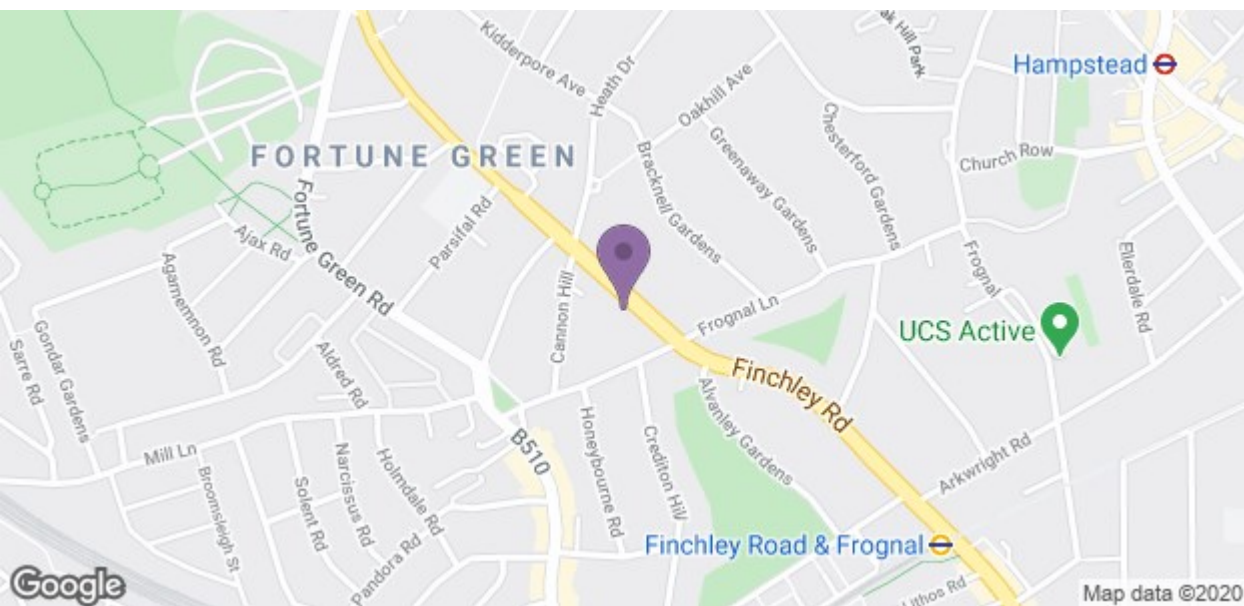 Hampstead
Oak Hill Park
Kidderpore Ave
Heath Dr
Oakhill Ave
Chesterford Gardens
Church Row
FORTUNE GREEN
Bracknell Gardens
Greenaway Gardens
Fortune Green Rd
Parsifal Rd
Ajax Rd
Agamemnon Rd
Frognal
Ellerdale Rd
Cannon Hill
Frognal Ln
UCS Active
Gondar Gardens
Sarre Rd
Aldred Rd
Finchley Rd
Alvanley Gardens
Mill Ln
B510
Honeybourne Rd
Crediton Hill
Arkwright Rd
Broomsleigh St
Solent Rd
Narcissus Rd
Holmdale Rd
Pandora Rd
Finchley Road & Frognal
Lithos Rd
Google
Map data ©2020